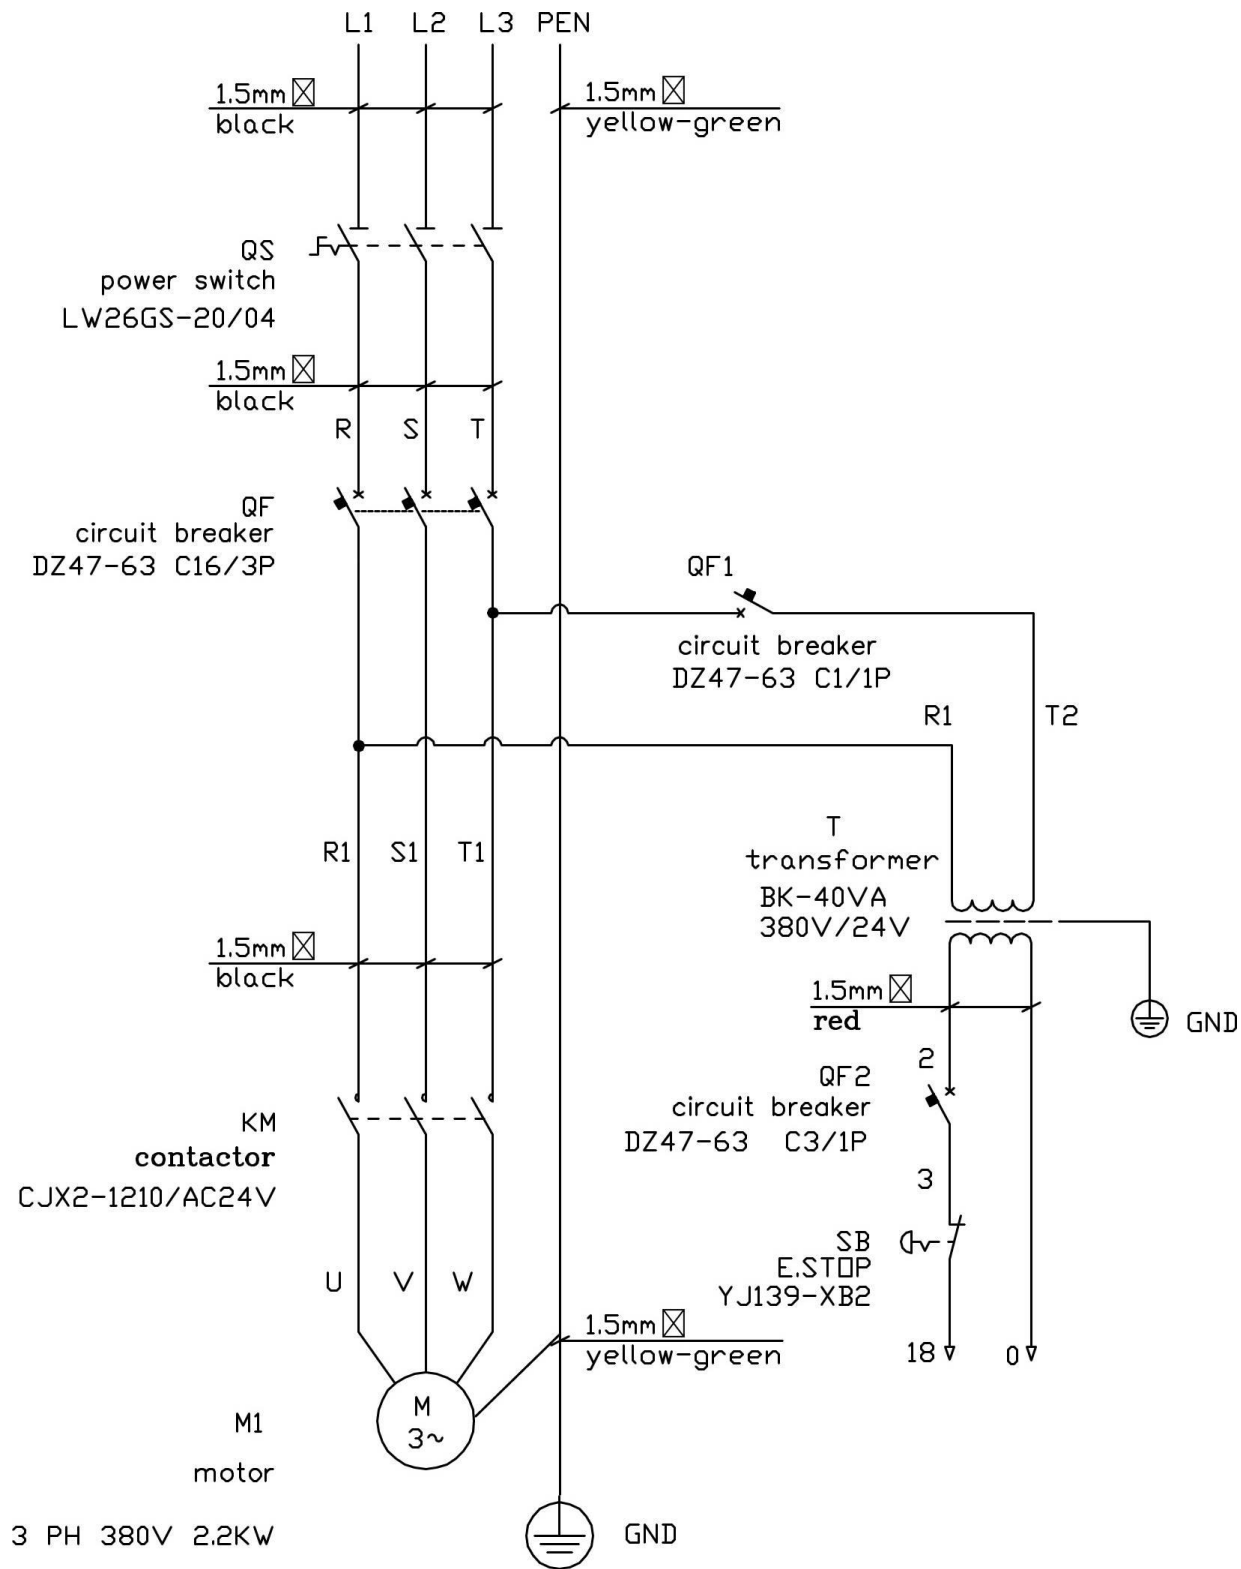 L1 L2 L3 PEN
1.5mm
black
1.5mm
yellow-green
QS
power switch
LW26GS-20/04
1.5mm
black
R S T
QF
circuit breaker
DZ47-63 C16/3P
QF1
circuit breaker
DZ47-63 C1/1P
R1 T2
T
transformer
BK-40VA
380V/24V
R1 S1 T1
1.5mm
black
1.5mm
red
GND
2
QF2
circuit breaker
DZ47-63 C3/1P
3
KM
contactor
CJX2-1210/AC24V
SB
E.STOP
YJ139-XB2
U V W
1.5mm
yellow-green
18 0
M
3~
M1
motor
3 PH 380V 2.2KW
GND